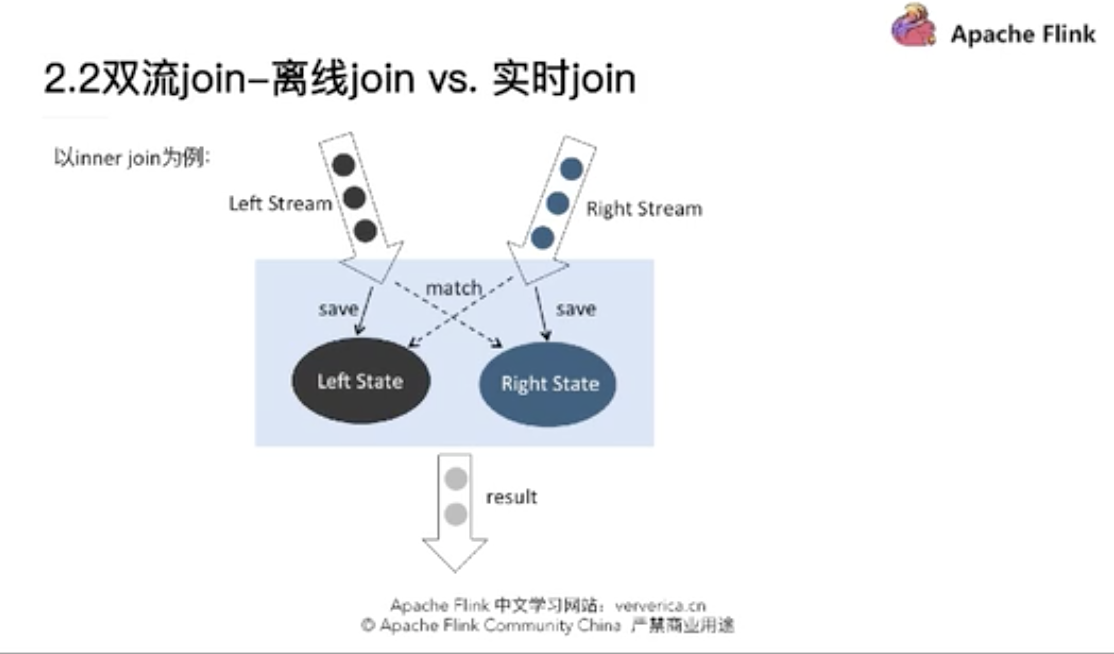 Apache Flink
2.2双流join–离线join vs. 实时join
以inner join为例：
Left Stream
Right Stream
match
save
save
Left State
Right State
result
Apache Flink 中文学习网站：ververica.cn
© Apache Flink Community China 严禁商业用途